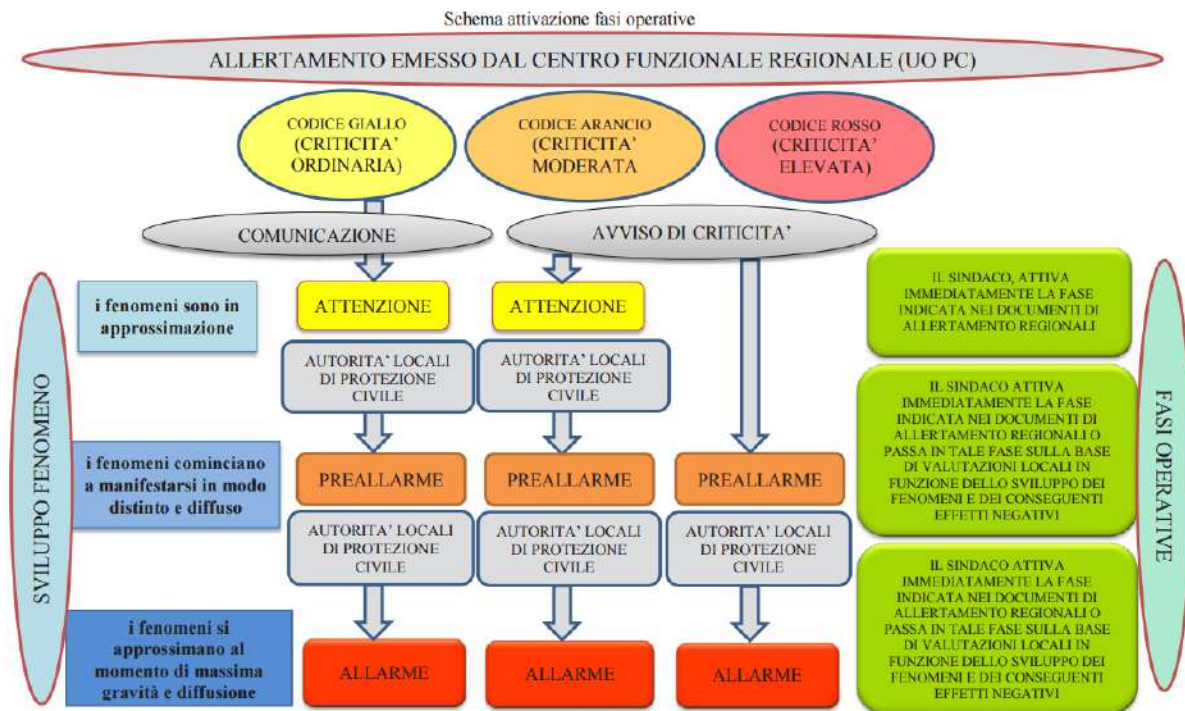 Schema attivazione fasi operative
ALLERTAMENTO EMESSO DAL CENTRO FUNZIONALE REGIONALE (UO PC)
CODICE GIALLO
(CRITICITA'
ORDINARIA)
CODICE ARANCIO
(CRITICITA'
MODERATA
CODICE ROSSO
(CRITICITA'
ELEVATA)
COMUNICAZIONE
AVVISO DI CRITICITA'
SVILUPPO FENOMENO
i fenomeni sono in
approssimazione
ATTENZIONE
ATTENZIONE
IL SINDACO, ATTIVA
IMMEDIATAMENTE LA FASE
INDICATA NEI DOCUMENTI DI
ALLERTAMENTO REGIONALI
AUTORITA' LOCALI
DI PROTEZIONE
CIVILE
AUTORITA' LOCALI
DI PROTEZIONE
CIVILE
i fenomeni cominciano
a manifestarsi in modo
distinto e diffuso
PREALLARME
PREALLARME
PREALLARME
IL SINDACO ATTIVA
IMMEDIATAMENTE LA FASE
INDICATA NEI DOCUMENTI DI
ALLERTAMENTO REGIONALI O
PASSA IN TALE FASE SULLA BASE
DI VALUTAZIONI LOCALI IN
FUNZIONE DELLO SVILUPPO DEI
FENOMENI E DEI CONSEGUENTI
EFFETTI NEGATIVI
AUTORITA' LOCALI
DI PROTEZIONE
CIVILE
AUTORITA' LOCALI
DI PROTEZIONE
CIVILE
AUTORITA' LOCALI
DI PROTEZIONE
CIVILE
i fenomeni si
approssimano al
momento di massima
gravità e diffusione
ALLARME
ALLARME
ALLARME
IL SINDACO ATTIVA
IMMEDIATAMENTE LA FASE
INDICATA NEI DOCUMENTI DI
ALLERTAMENTO REGIONALI O
PASSA IN TALE FASE SULLA BASE
DI VALUTAZIONI LOCALI IN
FUNZIONE DELLO SVILUPPO DEI
FENOMENI E DEI CONSEGUENTI
EFFETTI NEGATIVI
FASI OPERATIVE